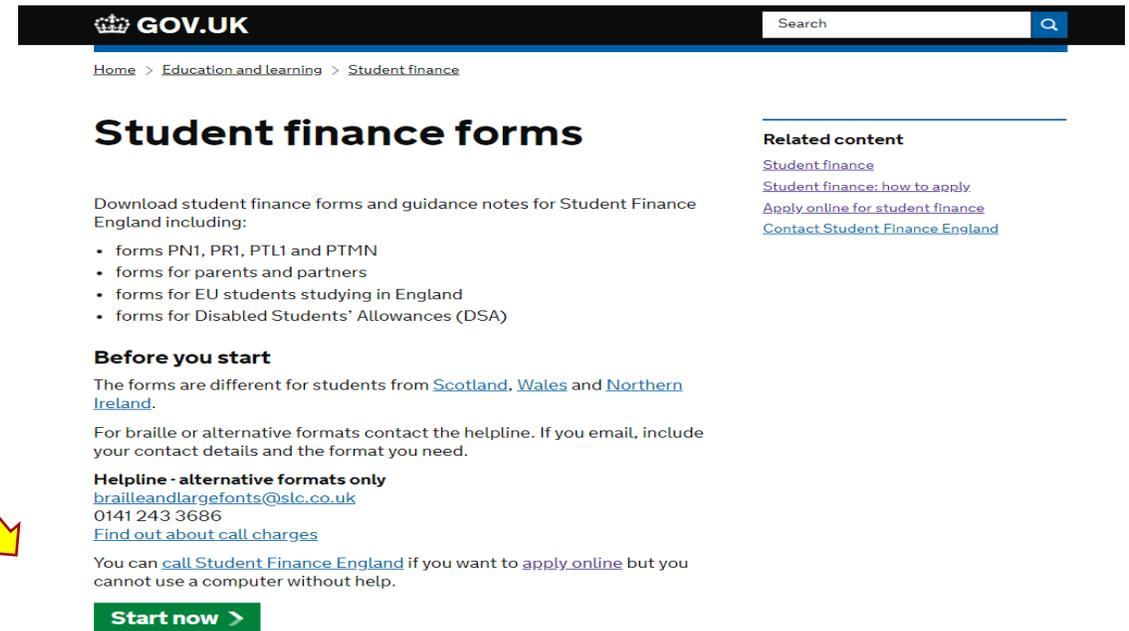 GOV.UK
Search
Home > Education and learning > Student finance
Student finance forms
Download student finance forms and guidance notes for Student Finance
England including:
• forms PN1, PR1, PTL1 and PTMN
• forms for parents and partners
• forms for EU students studying in England
• forms for Disabled Students’ Allowances (DSA)
Before you start
The forms are different for students from Scotland, Wales and Northern
Ireland.
For braille or alternative formats contact the helpline. If you email, include
your contact details and the format you need.
Helpline - alternative formats only
brailleandlargefonts@slc.co.uk
0141 243 3686
Find out about call charges
You can call Student Finance England if you want to apply online but you
cannot use a computer without help.
Start now >
Related content
Student finance
Student finance: how to apply
Apply online for student finance
Contact Student Finance England